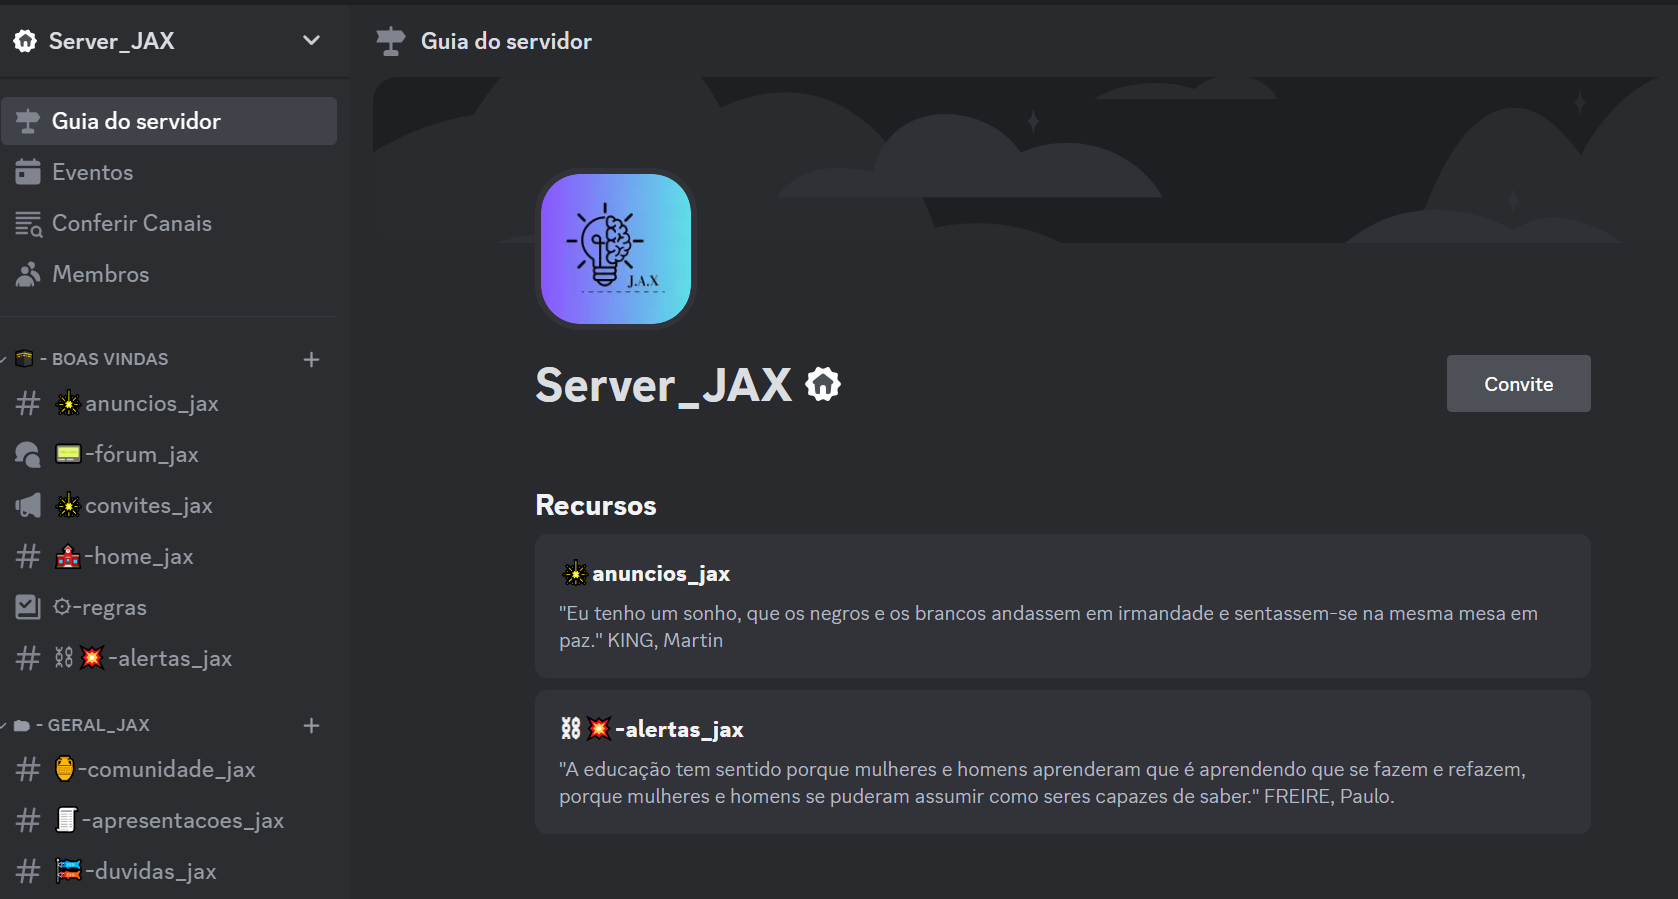 Server_JAX
Guia do servidor
Eventos
Conferir Canais
Membros
- BOAS VINDAS
anuncios_jax
-fórum_jax
convites_jax
-home_jax
-regras
-alertas_jax
- GERAL_JAX
-comunidade_jax
-apresentacoes_jax
-duvidas_jax
Guia do servidor
J.A.X
Server_JAX
Convite
Recursos
anuncios_jax
"Eu tenho um sonho, que os negros e os brancos andassem em irmandade e sentassem-se na mesma mesa em
paz." KING, Martin
-alertas_jax
"A educação tem sentido porque mulheres e homens aprenderam que é aprendendo que se fazem e refazem,
porque mulheres e homens se puderam assumir como seres capazes de saber." FREIRE, Paulo.